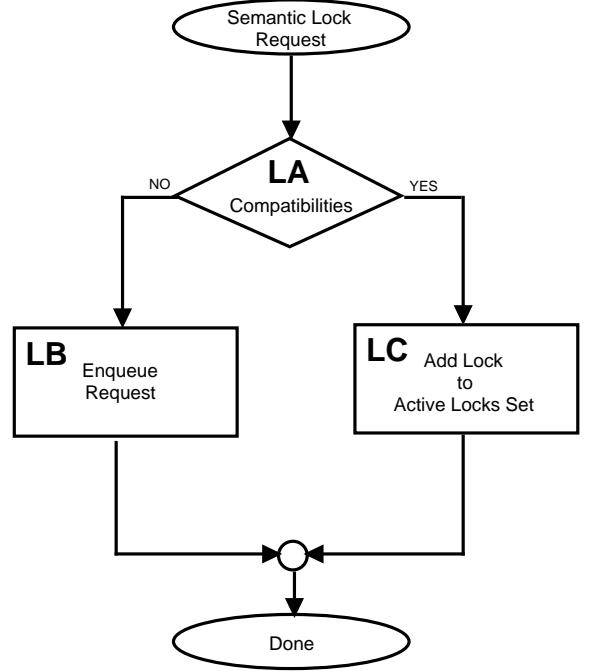 Semantic Lock
Request
LA
NO
YES
Compatibilities
LB
Enqueue
Request
LC
Add Lock
to
Active Locks Set
Done